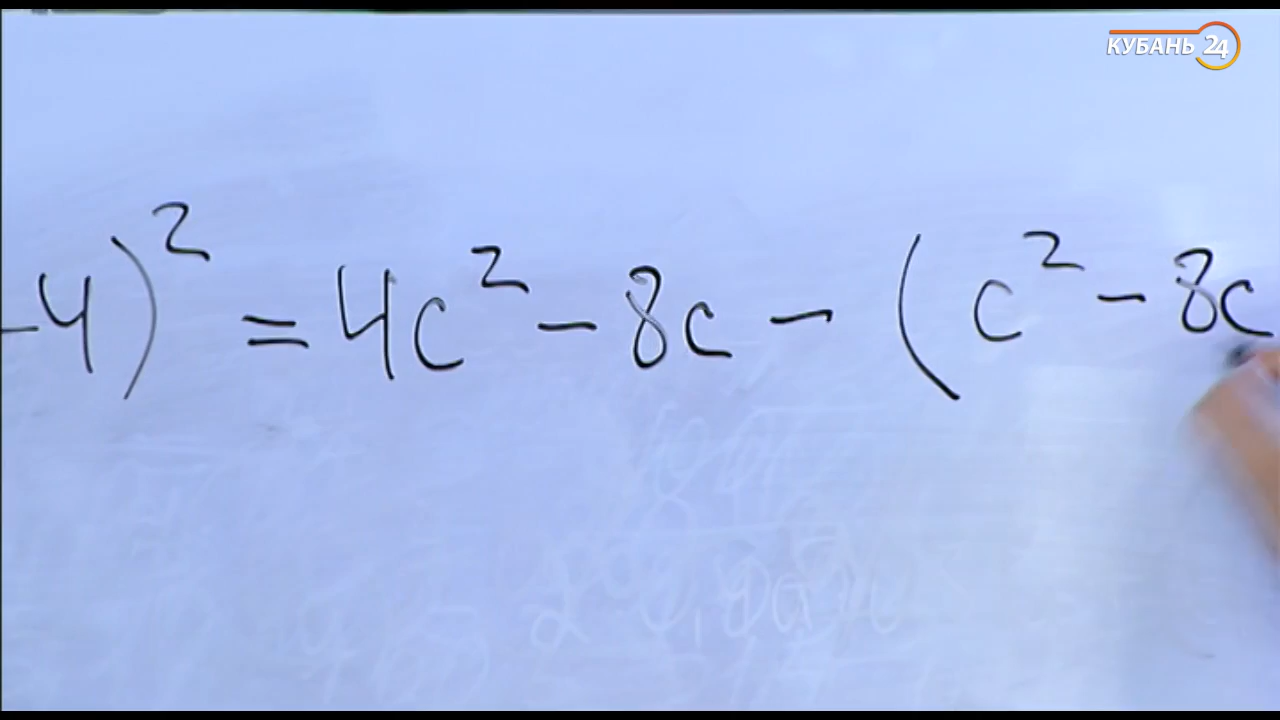 КУБАНЬ 24
-4)² = 4c² - 8c - (c² - 8c